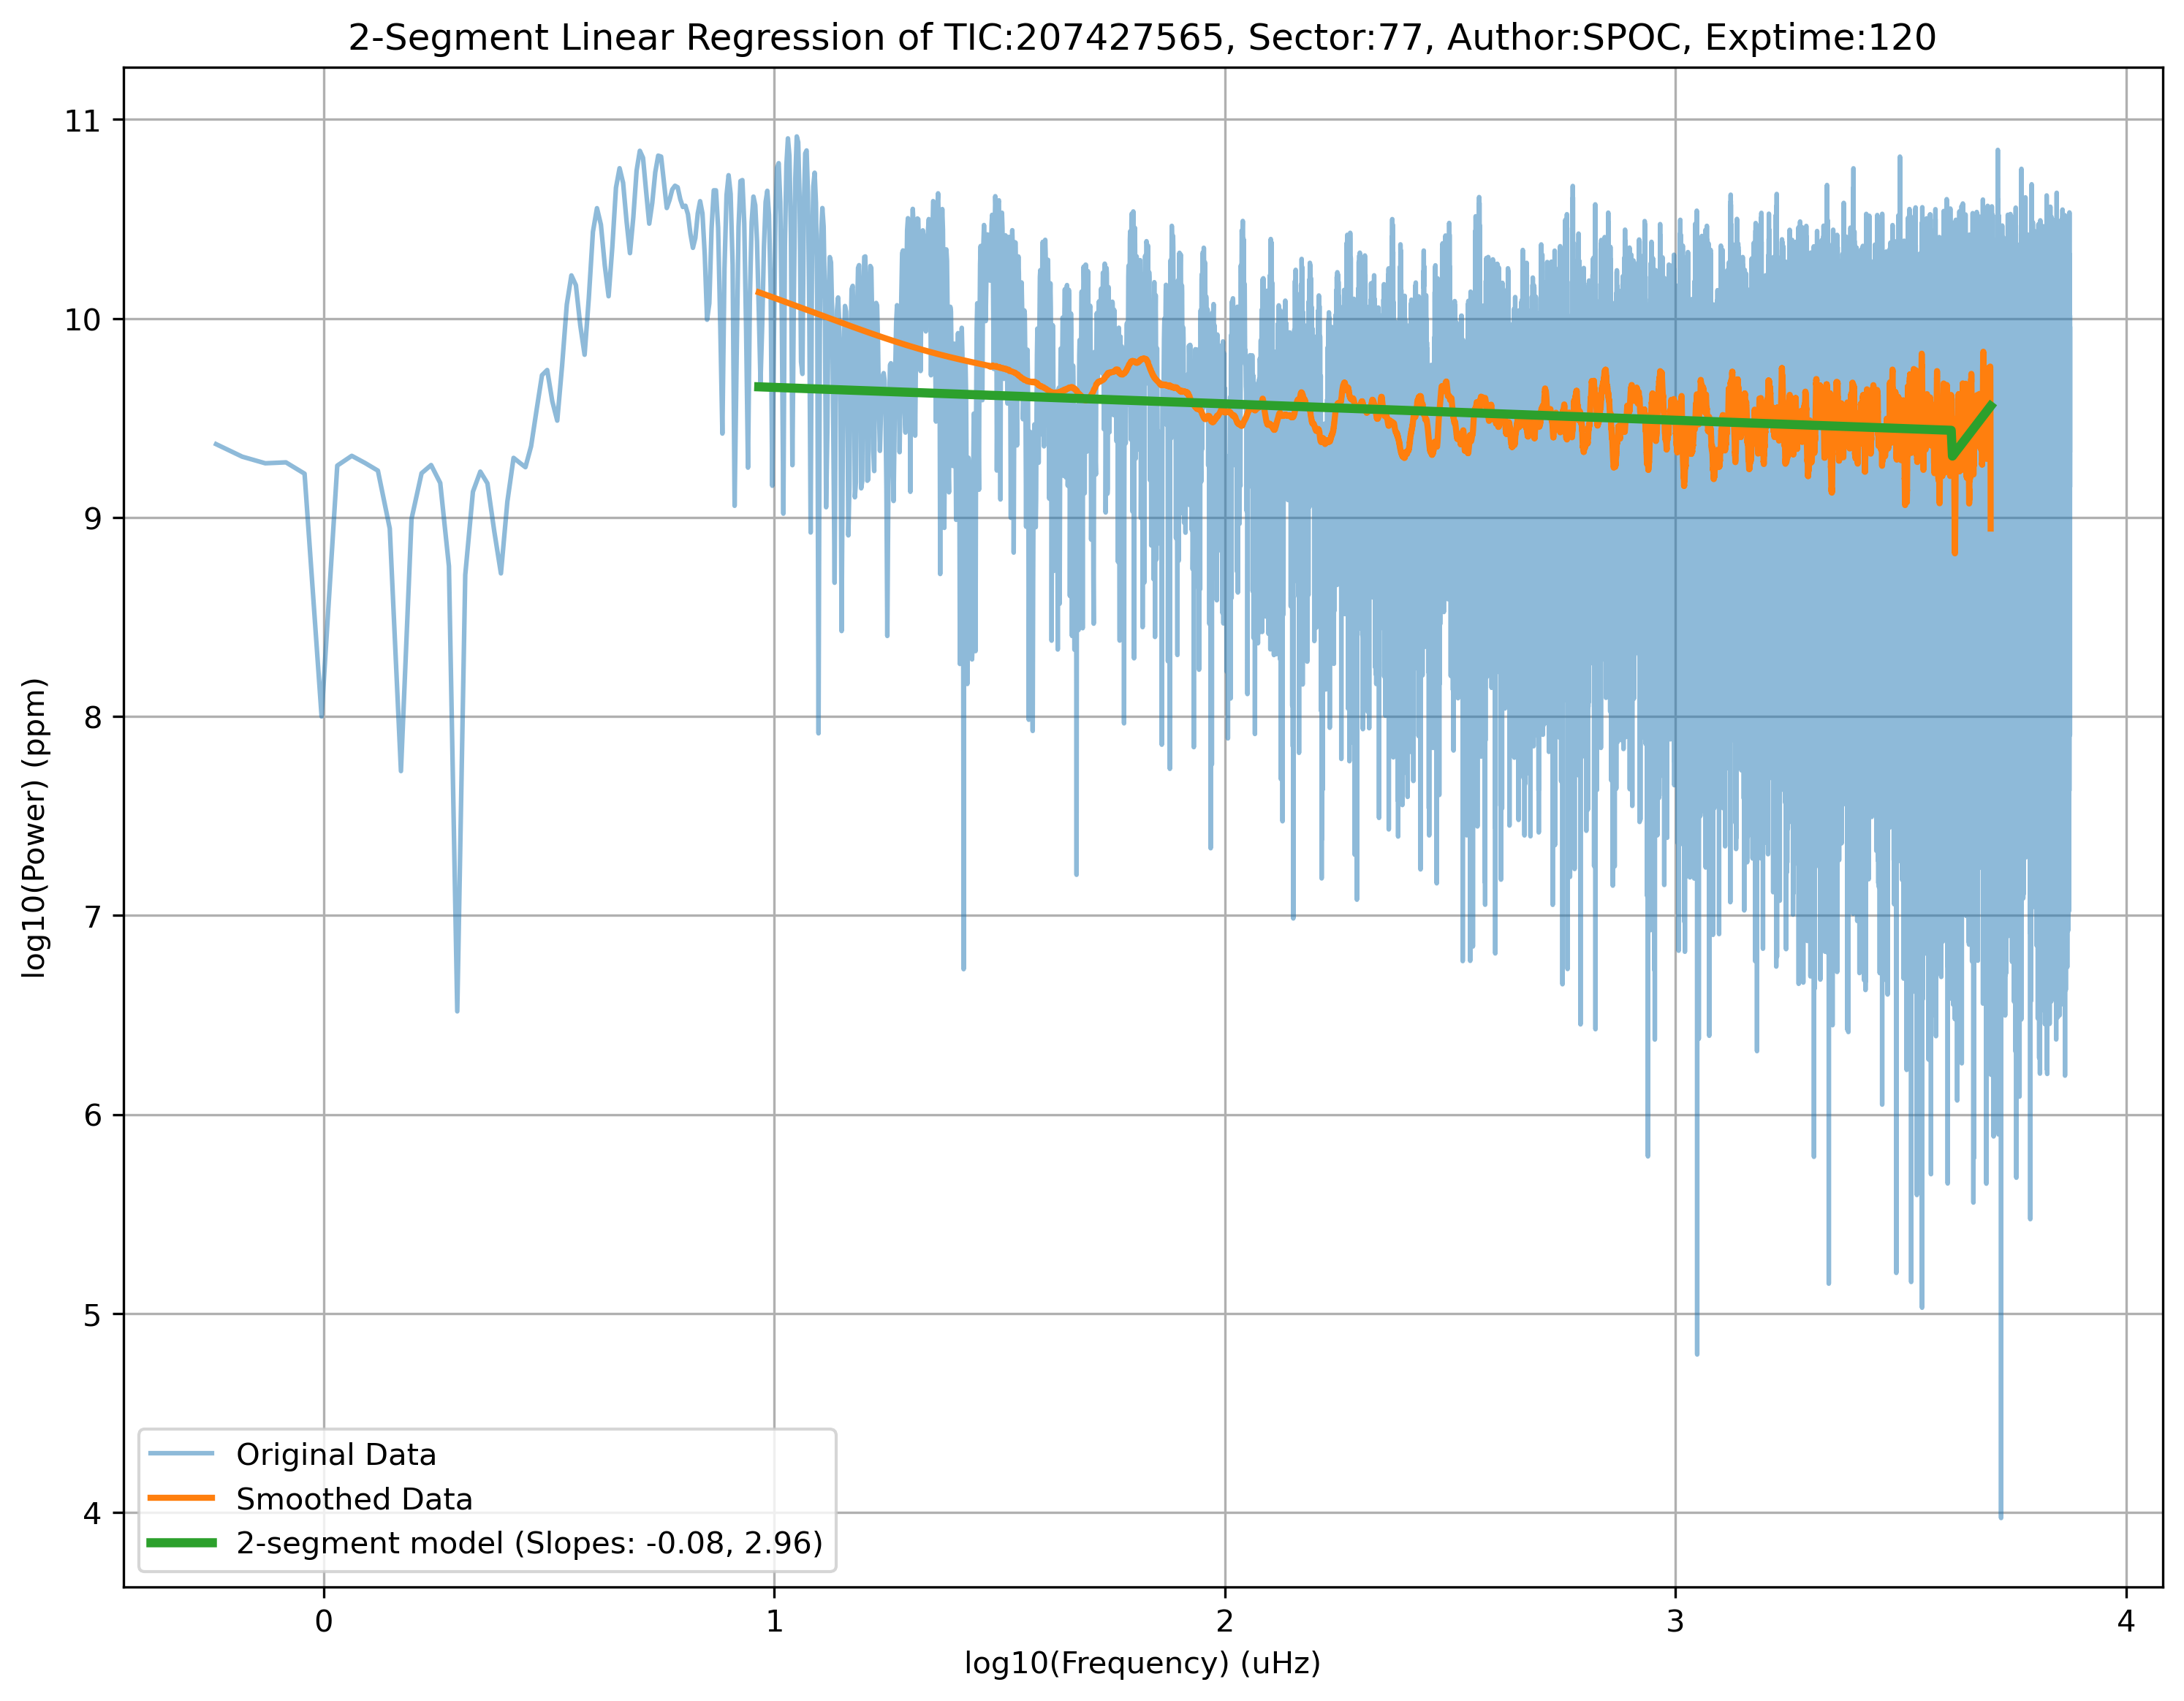 2-Segment Linear Regression of TIC:207427565, Sector:77, Author:SPOC, Exptime:120
11
10
9
8
7
6
5
4
log10(Power) (ppm)
Original Data
Smoothed Data
2-segment model (Slopes: -0.08, 2.96)
0
1
2
3
4
log10(Frequency) (uHz)